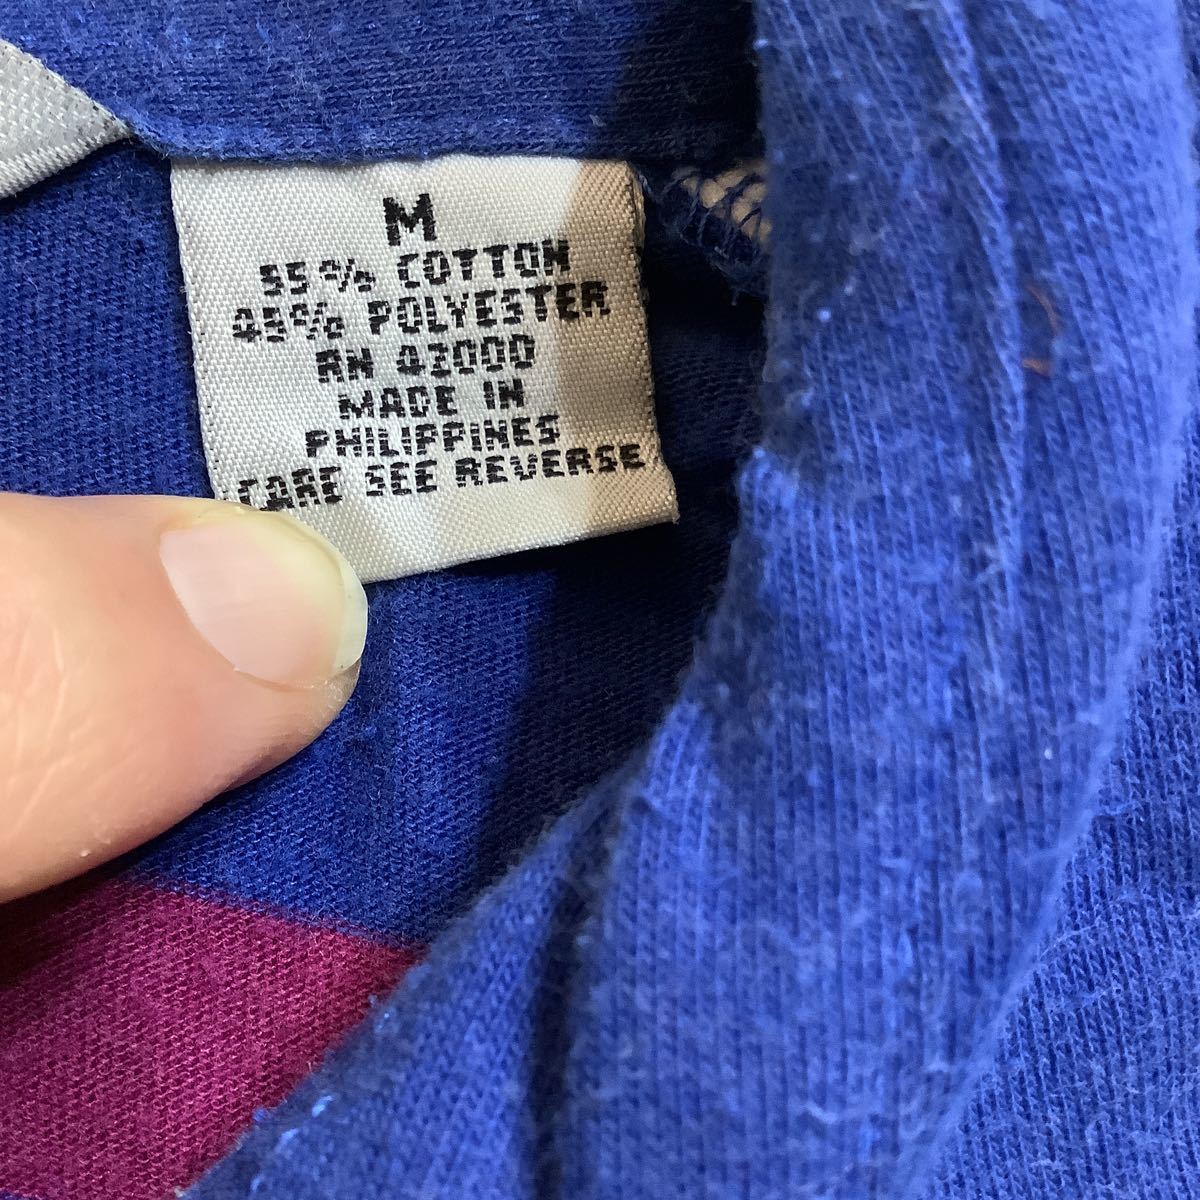 M
55% COTTON
45% POLYESTER
RN 42000
MADE IN
PHILIPPINES
CARE SEE REVERSE